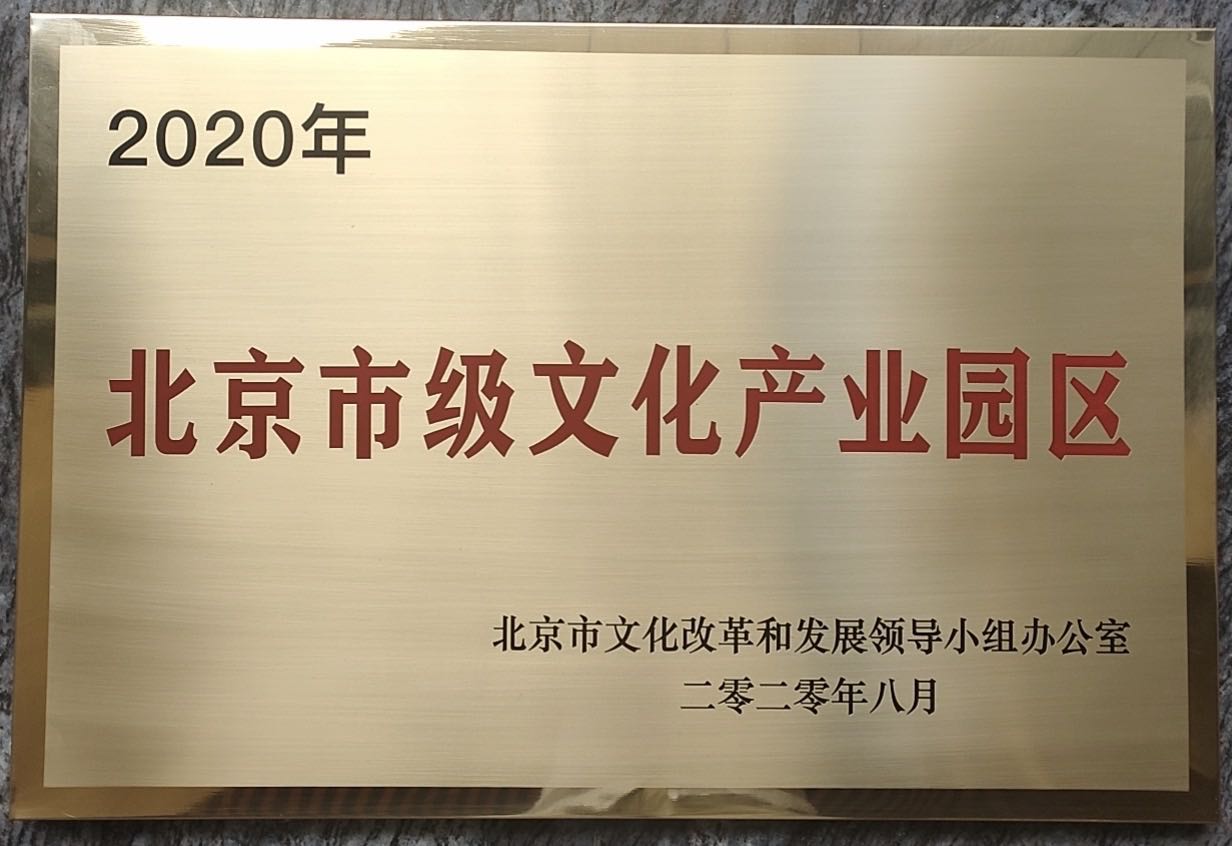 2020年
北京市级文化产业园区
北京市文化改革和发展领导小组办公室
二零二零年八月